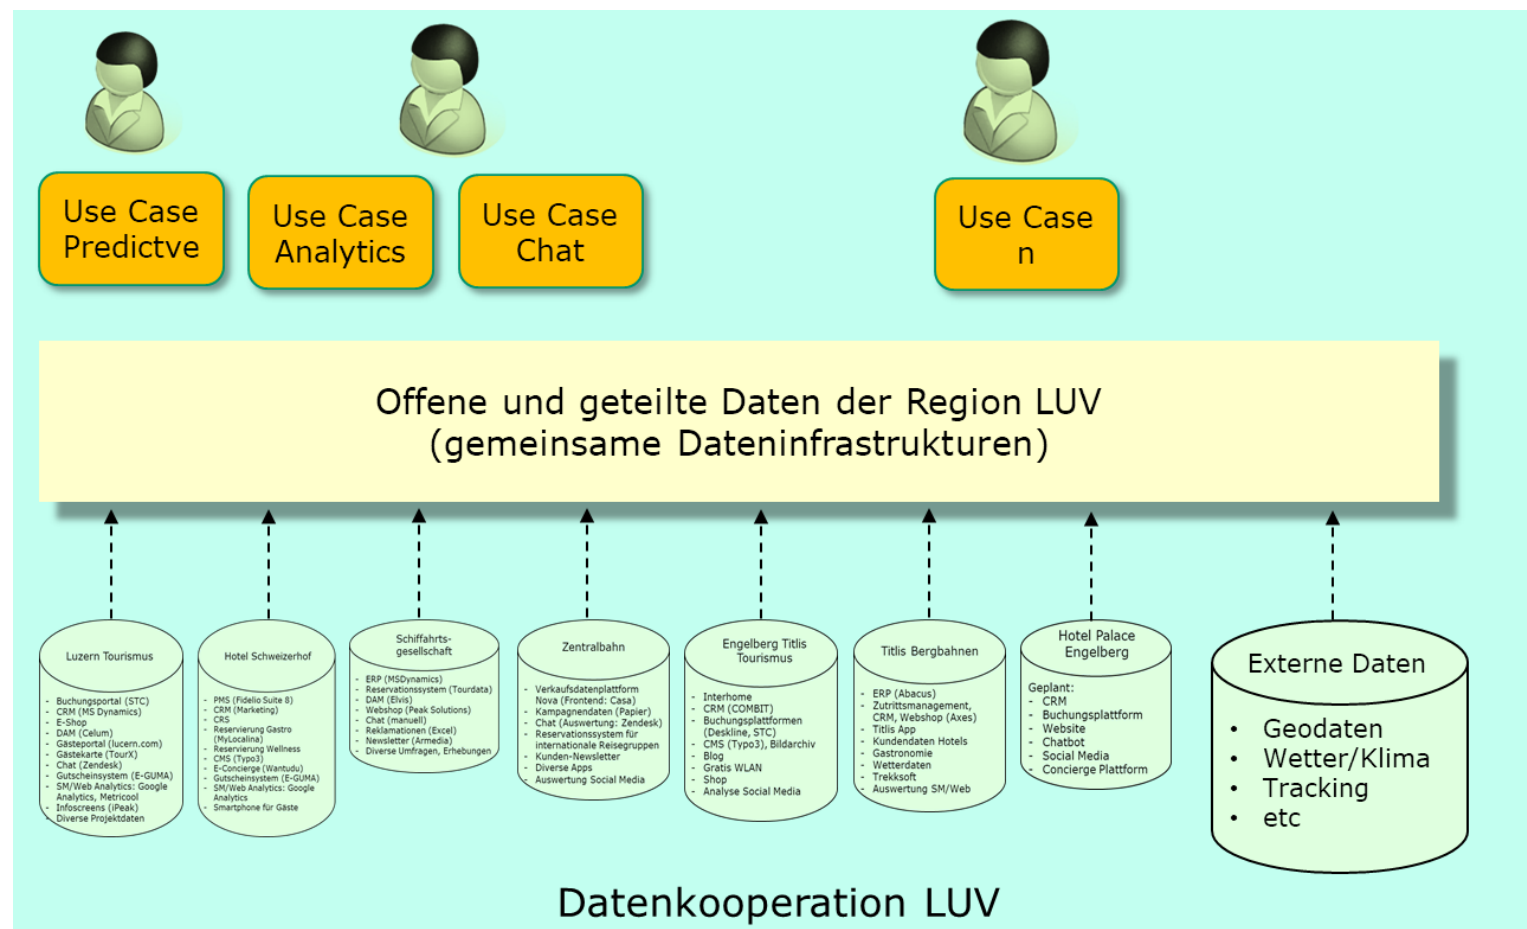 Use Case
Predictve
Use Case
Analytics
Use Case
Chat
Use Case
n
Offene und geteilte Daten der Region LUV
(gemeinsame Dateninfrastrukturen)
Luzern Tourismus
- Buchungsportal (STC)
- CRM (MS Dynamics)
- E-Shop
- DAM (Celum)
- Gästeportal (lucern.com)
- Gästekarte (TourX)
- Chat (Zendesk)
- Gutscheinsystem (E-GUMA)
- SM/Web Analytics: Google
Analytics, Metricool
- Infoscreens (iPeak)
- Diverse Projektdaten
Hotel Schweizerhof
- PMS (Fidelio Suite 8)
- CRM (Marketing)
- CRS
- Reservierung Gastro
(MyLocalina)
- Reservierung Wellness
- CMS (Typo3)
- E-Concierge (Wantudu)
- Gutscheinsystem (E-GUMA)
- SM/Web Analytics: Google
Analytics
- Smartphone für Gäste
Schiffahrts-
gesellschaft
- ERP (MSDynamics)
- Reservationssystem (Tourdata)
- DAM (Elvis)
- Webshop (Peak Solutions)
- Chat (manuell)
- Reklamationen (Excel)
- Newsletter (Armedia)
- Diverse Umfragen, Erhebungen
Zentralbahn
- Verkaufsdatenplattform
Nova (Frontend: Casa)
- Kampagnendaten (Papier)
- Chat (Auswertung: Zendesk)
- Reservationssystem für
internationale Reisegruppen
- Kunden-Newsletter
- Diverse Apps
- Auswertung Social Media
Engelberg Titlis
Tourismus
- Interhome
- CRM (COMBIT)
- Buchungsplattformen
(Deskline, STC)
- CMS (Typo3), Bildarchiv
- Blog
- Gratis WLAN
- Shop
- Analyse Social Media
Titlis Bergbahnen
- ERP (Abacus)
- Zutrittsmanagement,
CRM, Webshop (Axes)
- Titlis App
- Kundendaten Hotels
- Gastronomie
- Wetterdaten
- Trekksoft
- Auswertung SM/Web
Hotel Palace
Engelberg
Geplant:
- CRM
- Buchungsplattform
- Website
- Chatbot
- Social Media
- Concierge Plattform
Externe Daten
• Geodaten
• Wetter/Klima
• Tracking
• etc
Datenkooperation LUV